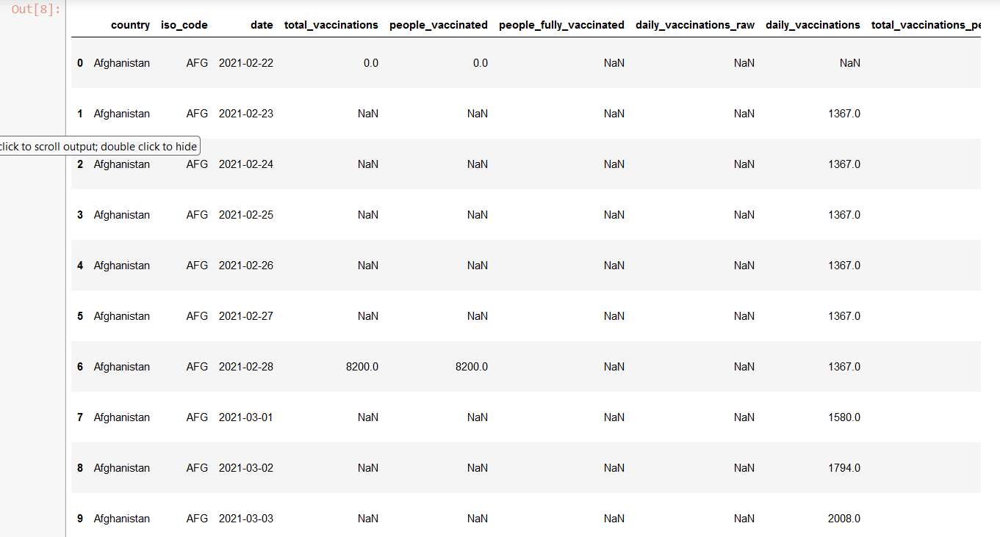 Out[8]:
country iso_code date total_vaccinations people_vaccinated people_fully_vaccinated daily_vaccinations_raw daily_vaccinations total_vaccinations_pe
0 Afghanistan AFG 2021-02-22 0.0 0.0 NaN NaN NaN
1 Afghanistan AFG 2021-02-23 NaN NaN NaN NaN 1367.0
click to scroll output; double click to hide
2 Afghanistan AFG 2021-02-24 NaN NaN NaN NaN 1367.0
3 Afghanistan AFG 2021-02-25 NaN NaN NaN NaN 1367.0
4 Afghanistan AFG 2021-02-26 NaN NaN NaN NaN 1367.0
5 Afghanistan AFG 2021-02-27 NaN NaN NaN NaN 1367.0
6 Afghanistan AFG 2021-02-28 8200.0 8200.0 NaN NaN 1367.0
7 Afghanistan AFG 2021-03-01 NaN NaN NaN NaN 1580.0
8 Afghanistan AFG 2021-03-02 NaN NaN NaN NaN 1794.0
9 Afghanistan AFG 2021-03-03 NaN NaN NaN NaN 2008.0